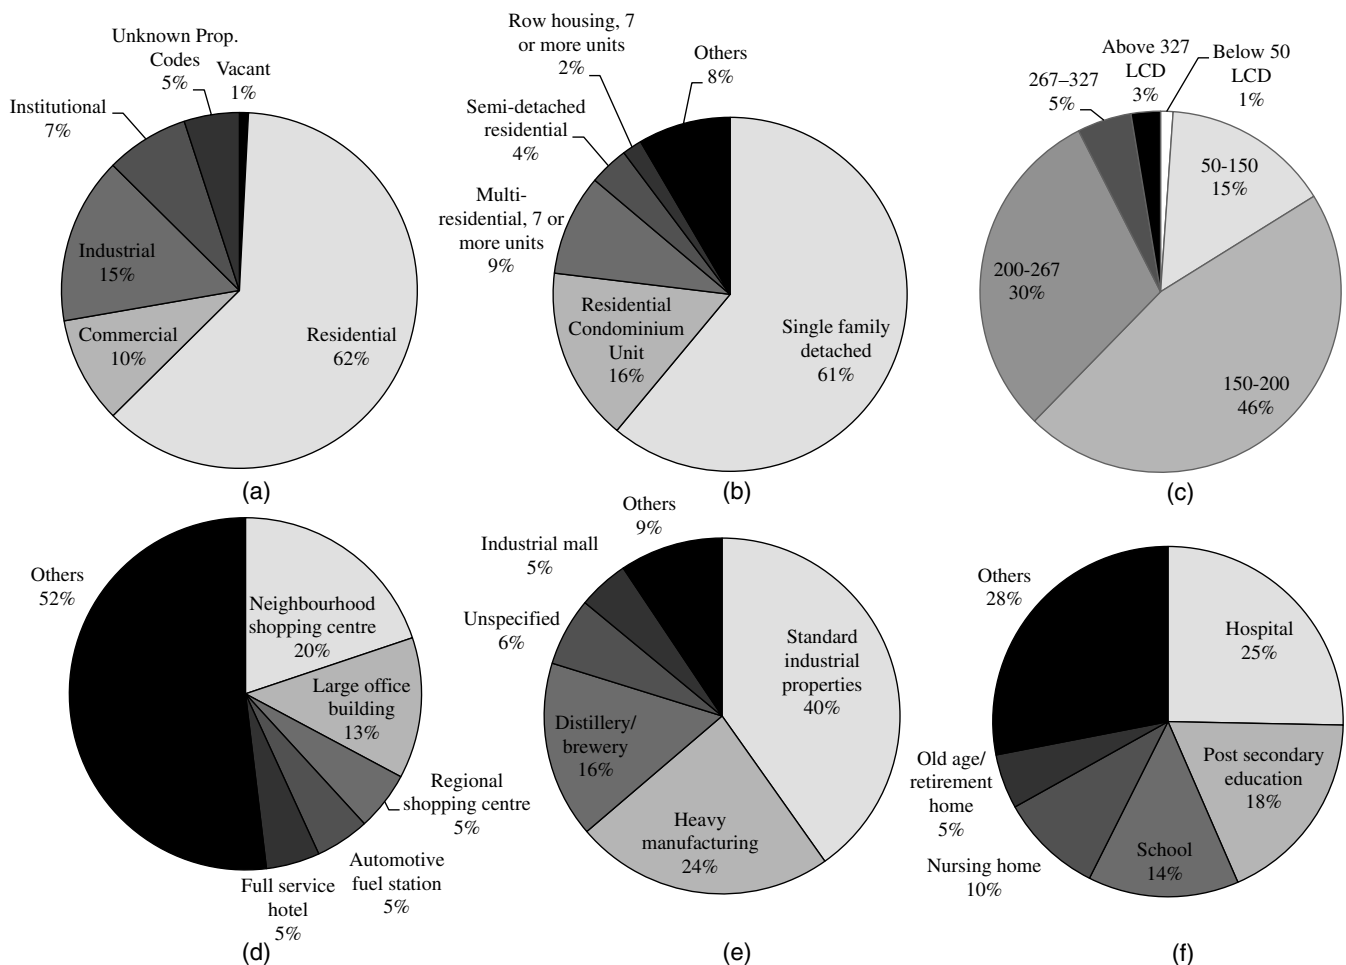 Unknown Prop.
Codes
5%
Vacant
1%
Institutional
7%
Industrial
15%
Commercial
10%
Residential
62%
(a)
Row housing, 7
or more units
2%
Others
8%
Semi-detached
residential
4%
Multi-
residential, 7 or
more units
9%
Residential
Condominium
Unit
16%
Single family
detached
61%
(b)
Above 327
LCD
3%
Below 50
LCD
1%
267–327
5%
50-150
15%
200-267
30%
150-200
46%
(c)
Others
52%
Neighbourhood
shopping centre
20%
Large office
building
13%
Regional
shopping centre
5%
Automotive
fuel station
5%
Full service
hotel
5%
(d)
Others
9%
Industrial mall
5%
Unspecified
6%
Standard
industrial
properties
40%
Distillery/
brewery
16%
Heavy
manufacturing
24%
(e)
Others
28%
Hospital
25%
Post secondary
education
18%
Old age/
retirement
home
5%
School
14%
Nursing home
10%
(f)